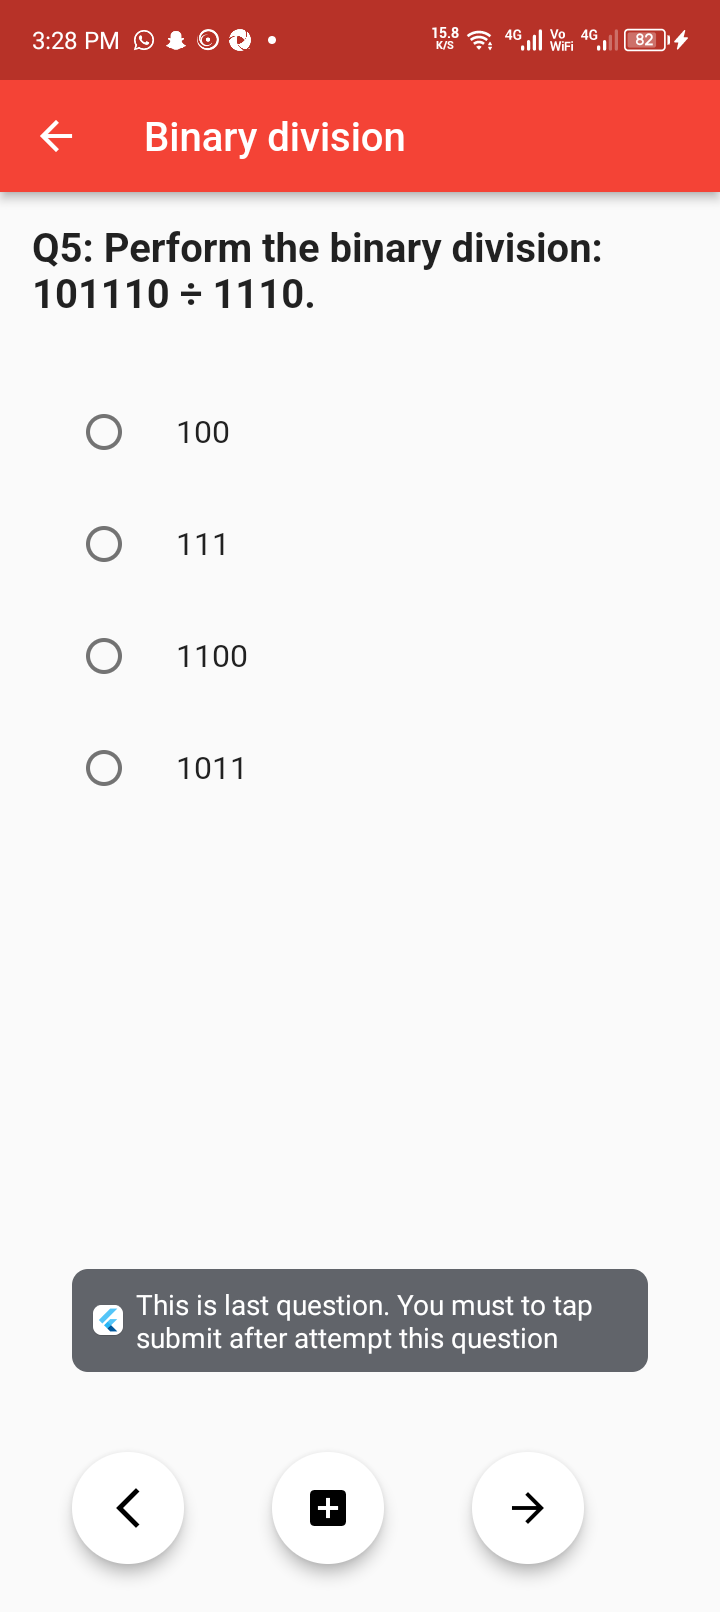 3:28 PM
15.8 K/S 4G Vo WiFi 4G 82
Binary division
Q5: Perform the binary division:
101110 ÷ 1110.
100
111
1100
1011
This is last question. You must to tap
submit after attempt this question